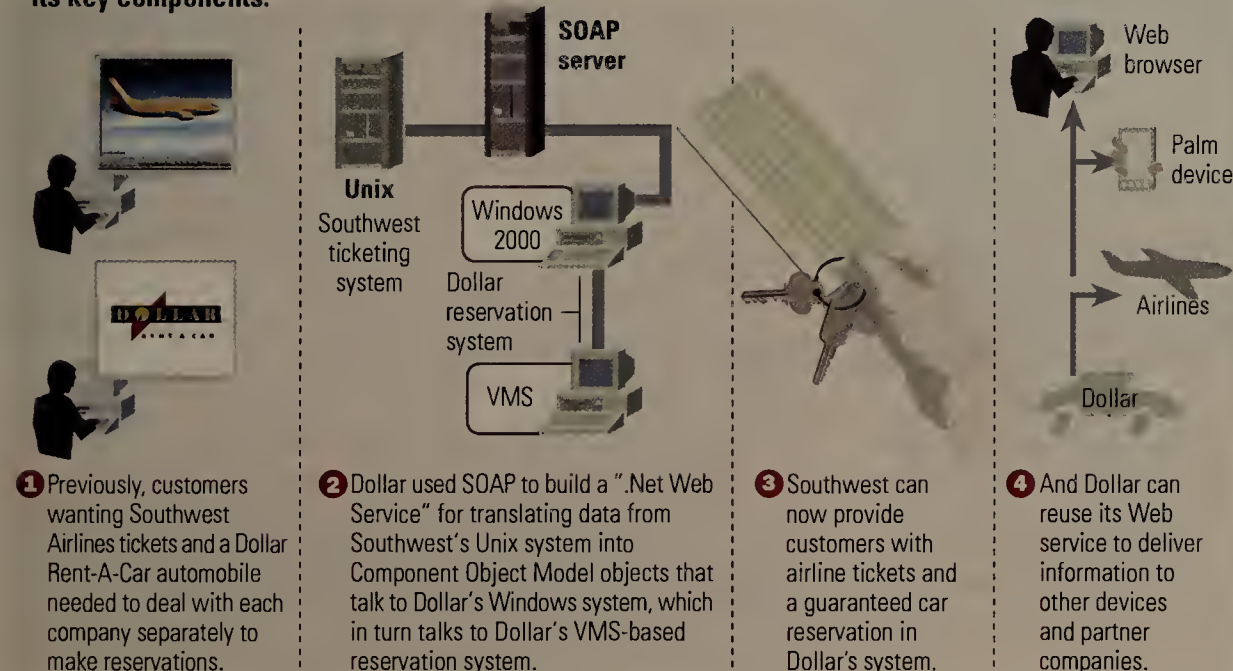 its key components.
SOAP
server
Unix
Southwest
ticketing
system
Windows
2000
Dollar
reservation
system
VMS
Web
browser
Palm
device
Airlines
Dollar
DOLLAR
RENT A CAR
1 Previously, customers
wanting Southwest
Airlines tickets and a Dollar
Rent-A-Car automobile
needed to deal with each
company separately to
make reservations.
2 Dollar used SOAP to build a ".Net Web
Service" for translating data from
Southwest's Unix system into
Component Object Model objects that
talk to Dollar's Windows system, which
in turn talks to Dollar's VMS-based
reservation system.
3 Southwest can
now provide
customers with
airline tickets and
a guaranteed car
reservation in
Dollar's system.
4 And Dollar can
reuse its Web
service to deliver
information to
other devices
and partner
companies.